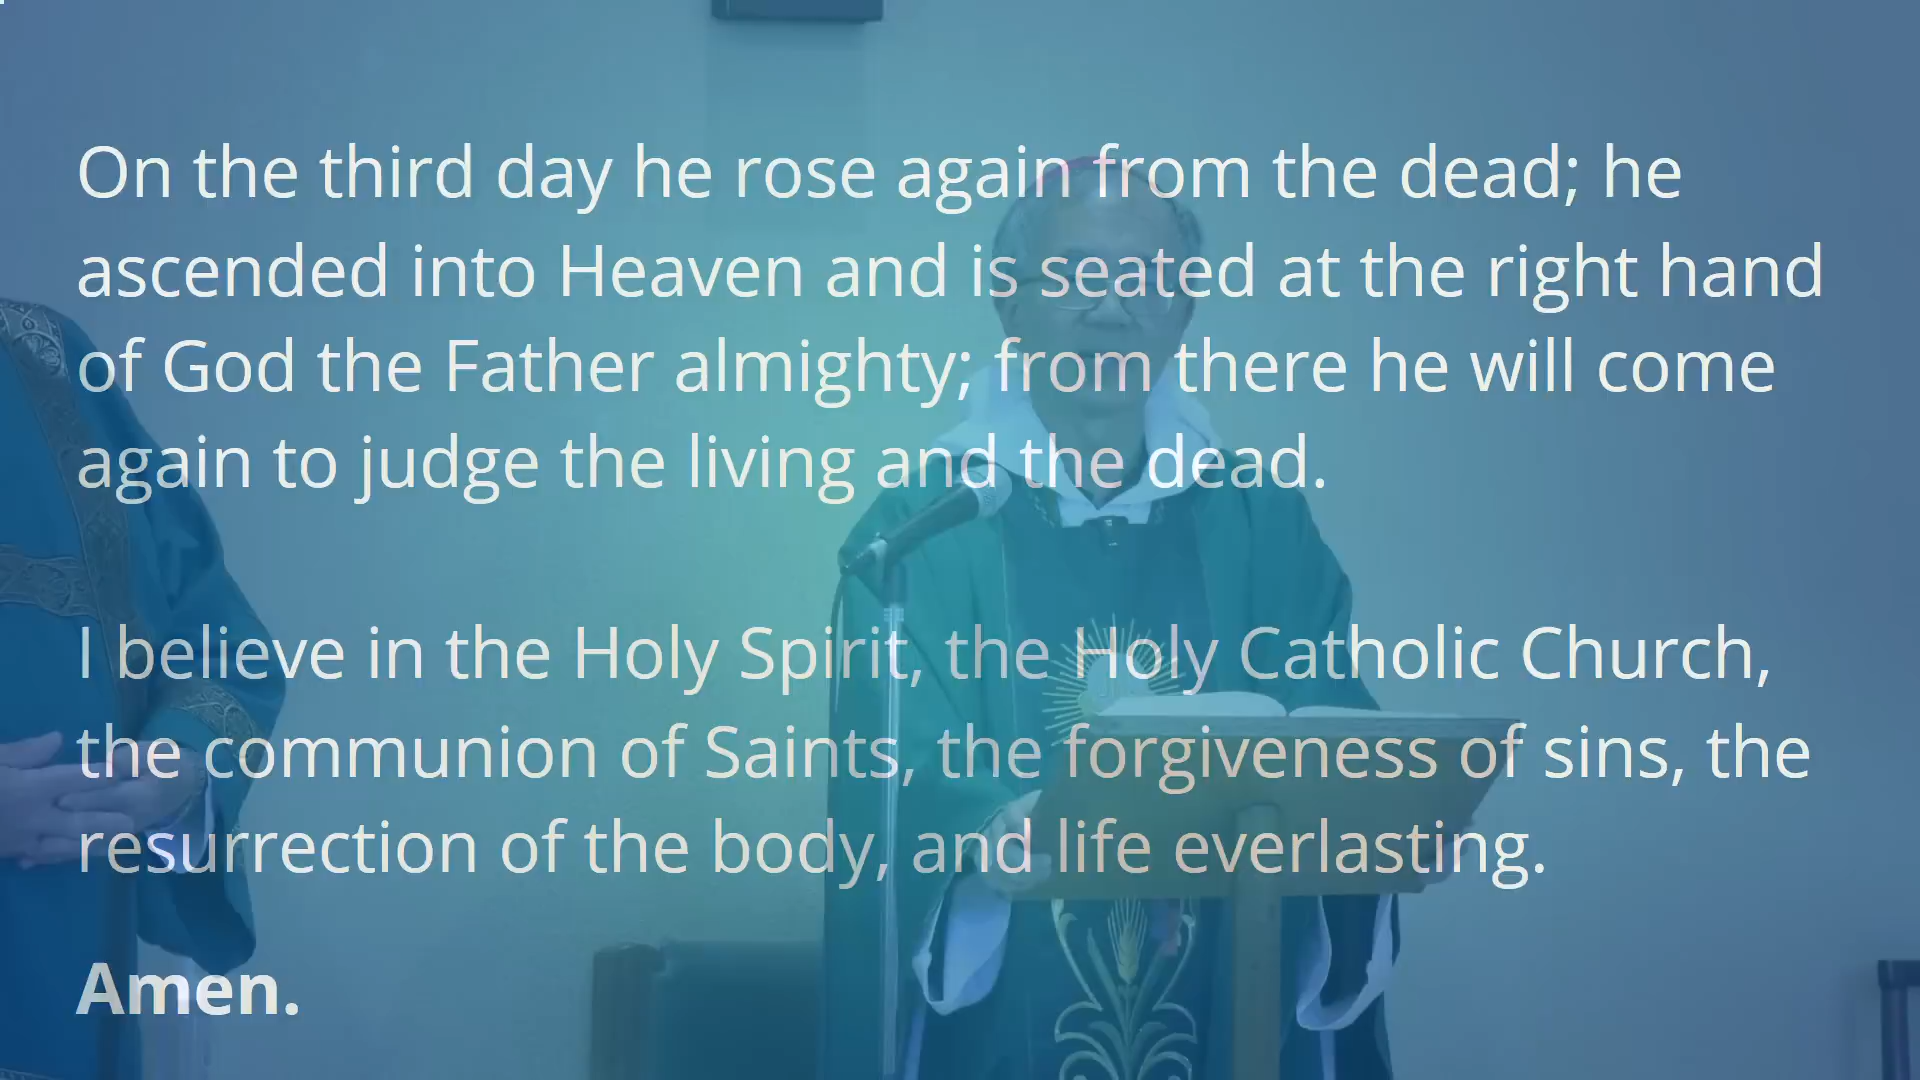 On the third day he rose again from the dead; he
ascended into Heaven and is seated at the right hand
of God the Father almighty; from there he will come
again to judge the living and the dead.
I believe in the Holy Spirit, the Holy Catholic Church,
the communion of Saints, the forgiveness of sins, the
resurrection of the body, and life everlasting.
Amen.